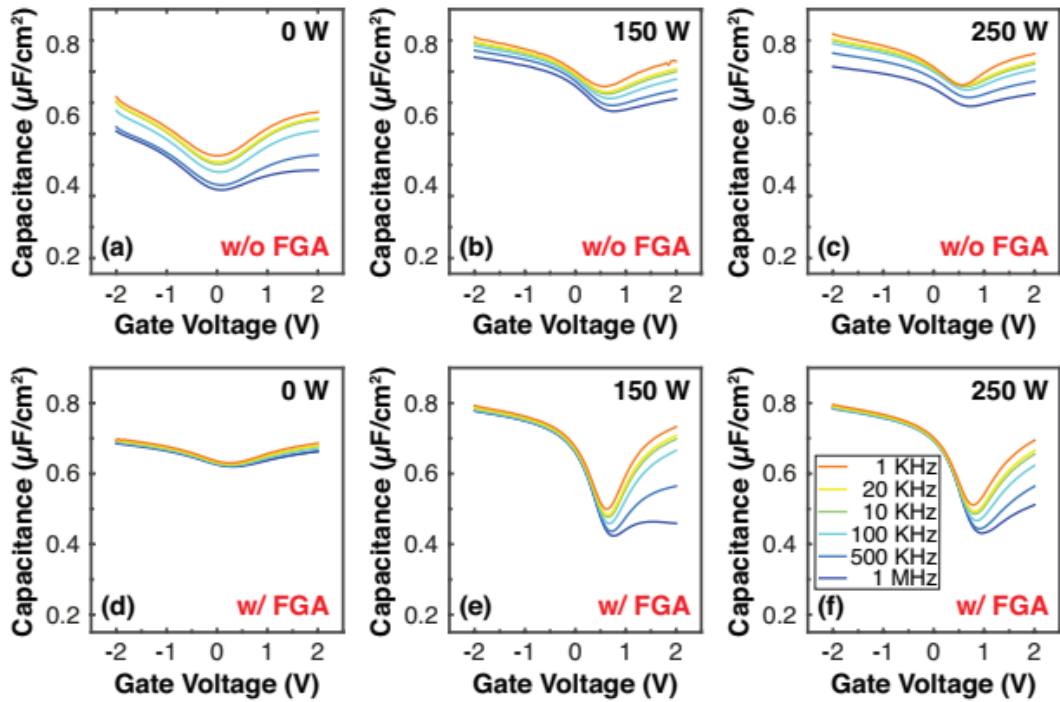 0 W
Capacitance (µF/cm²)
0.8
0.6
0.4
0.2
(a)
w/o FGA
-2 -1 0 1 2
Gate Voltage (V)
150 W
Capacitance (µF/cm²)
0.8
0.6
0.4
0.2
(b)
w/o FGA
-2 -1 0 1 2
Gate Voltage (V)
250 W
Capacitance (µF/cm²)
0.8
0.6
0.4
0.2
(c)
w/o FGA
-2 -1 0 1 2
Gate Voltage (V)
0 W
Capacitance (µF/cm²)
0.8
0.6
0.4
0.2
(d)
w/ FGA
-2 -1 0 1 2
Gate Voltage (V)
150 W
Capacitance (µF/cm²)
0.8
0.6
0.4
0.2
(e)
w/ FGA
-2 -1 0 1 2
Gate Voltage (V)
250 W
Capacitance (µF/cm²)
0.8
0.6
0.4
0.2
1 KHz
20 KHz
10 KHz
100 KHz
500 KHz
1 MHz
(f)
w/ FGA
-2 -1 0 1 2
Gate Voltage (V)